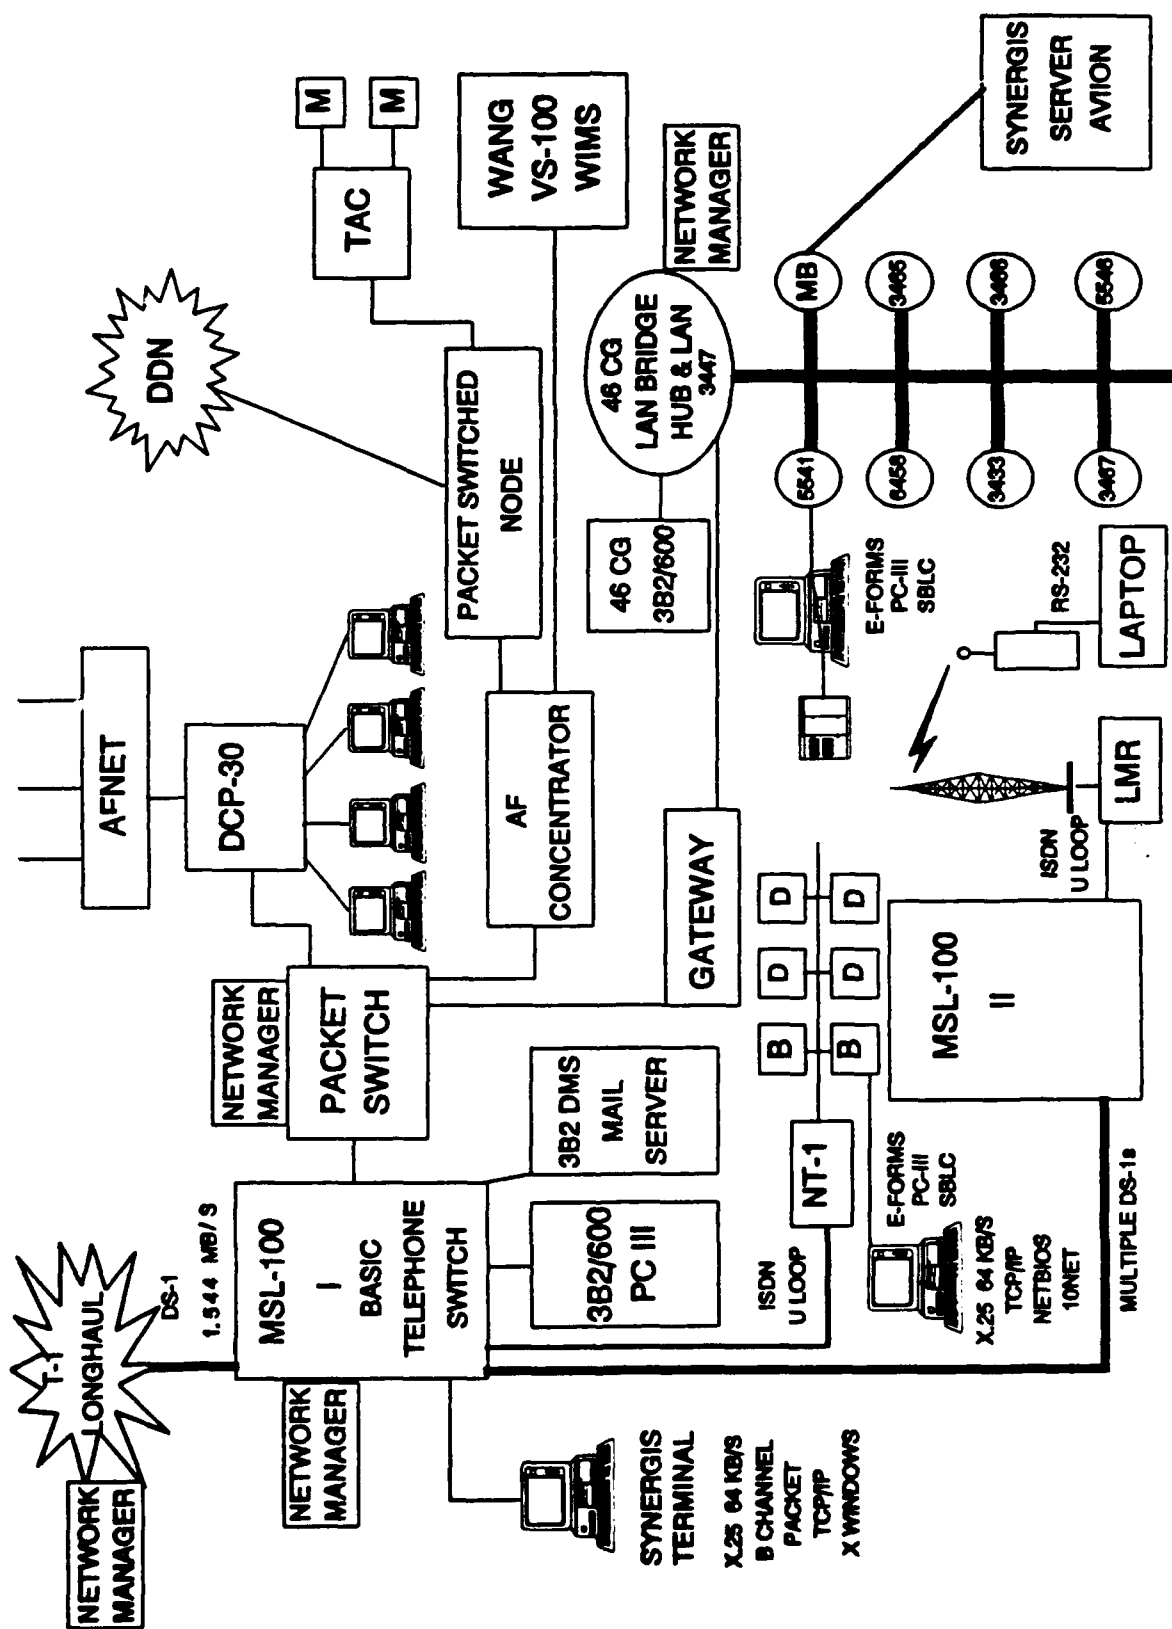 NETWORK
MANAGER
T-1
LONGHAUL
DS-1
1.544 MB/S
NETWORK
MANAGER
MSL-100
I
BASIC
TELEPHONE
SWITCH
NETWORK
MANAGER
PACKET
SWITCH
AFNET
DCP-30
DDN
TAC
M
M
PACKET SWITCHED
NODE
AF
CONCENTRATOR
WANG
VS-100
WIMS
SYNERGIS
TERMINAL
X.25 64 KB/S
B CHANNEL
PACKET
TCP/IP
X WINDOWS
3B2/600
PC III
3B2 DMS
MAIL
SERVER
GATEWAY
46 CG
3B2/600
46 CG
LAN BRIDGE
HUB & LAN
3447
NETWORK
MANAGER
ISDN
U LOOP
NT-1
B
D
D
B
D
D
E-FORMS
PC-III
SBLC
X.25 64 KB/S
TCP/IP
NETBIOS
10NET
MULTIPLE DS-1s
MSL-100
II
ISDN
U LOOP
LMR
E-FORMS
PC-III
SBLC
RS-232
LAPTOP
5541
MB
6458
3465
3433
3466
3467
5546
SYNERGIS
SERVER
AVIION